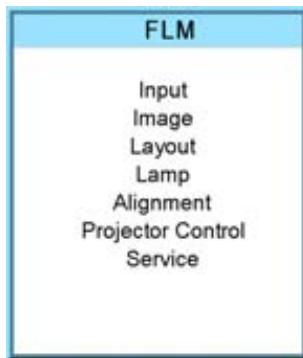 FLM
Input
Image
Layout
Lamp
Alignment
Projector Control
Service